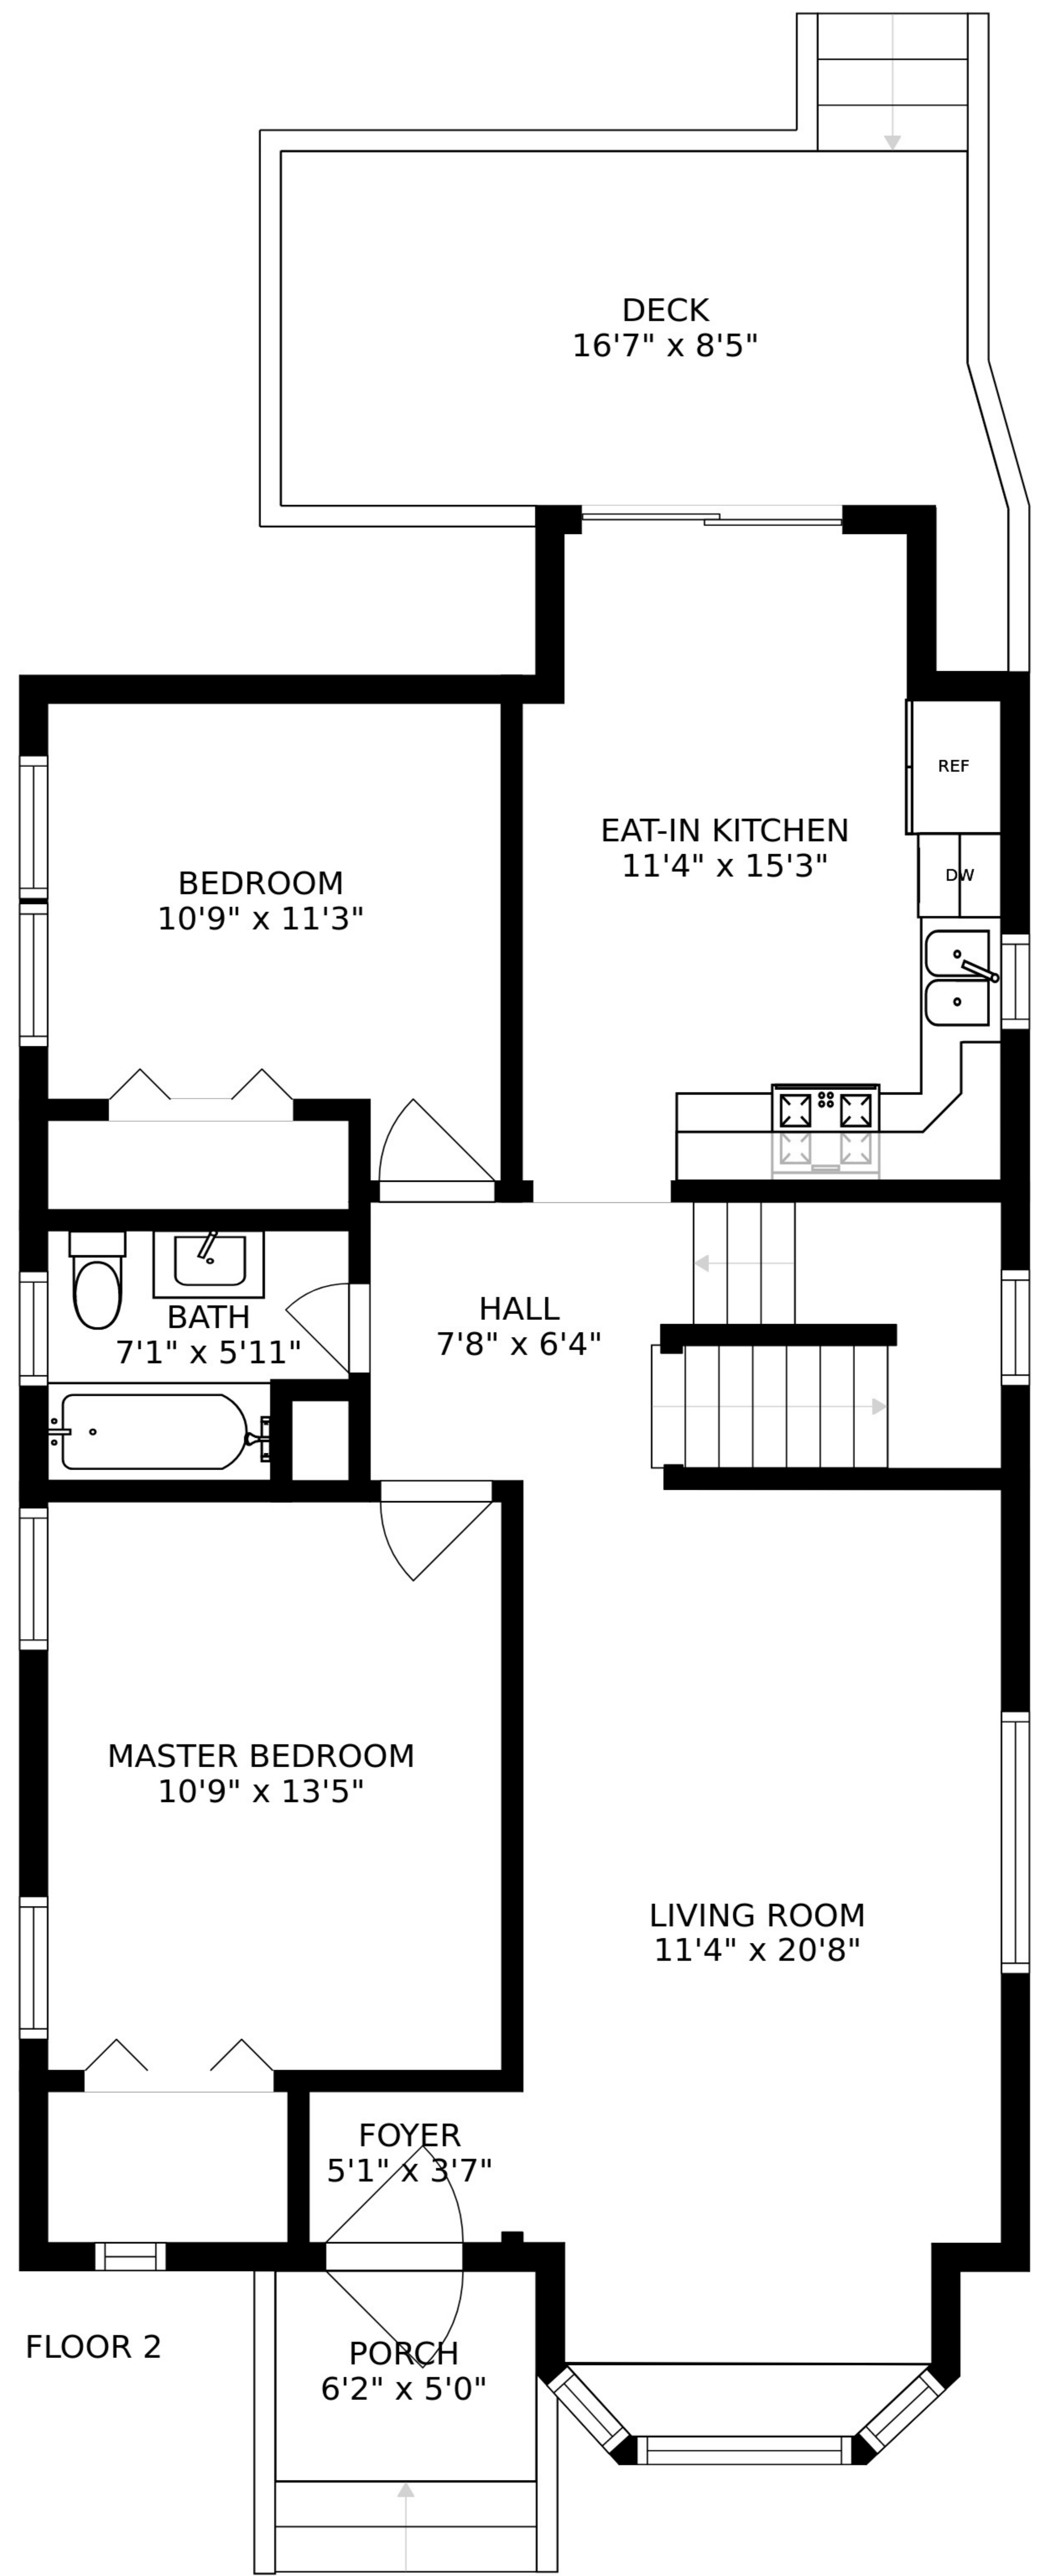 DECK
16'7" x 8'5"
REF
EAT-IN KITCHEN
11'4" x 15'3"
DW
BEDROOM
10'9" x 11'3"
HALL
7'8" x 6'4"
BATH
7'1" x 5'11"
MASTER BEDROOM
10'9" x 13'5"
LIVING ROOM
11'4" x 20'8"
FOYER
5'1" x 3'7"
FLOOR 2
PORCH
6'2" x 5'0"